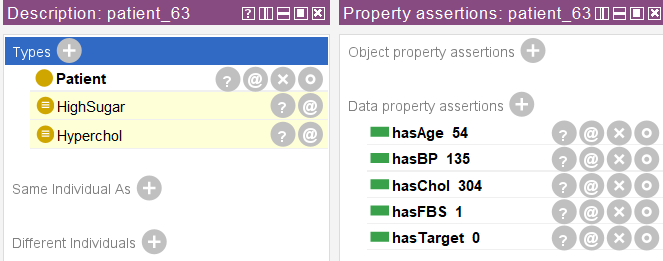 Description: patient_63
Types
Patient
HighSugar
Hyperchol
Same Individual As
Different Individuals
Property assertions: patient_63
Object property assertions
Data property assertions
hasAge 54
hasBP 135
hasChol 304
hasFBS 1
hasTarget 0